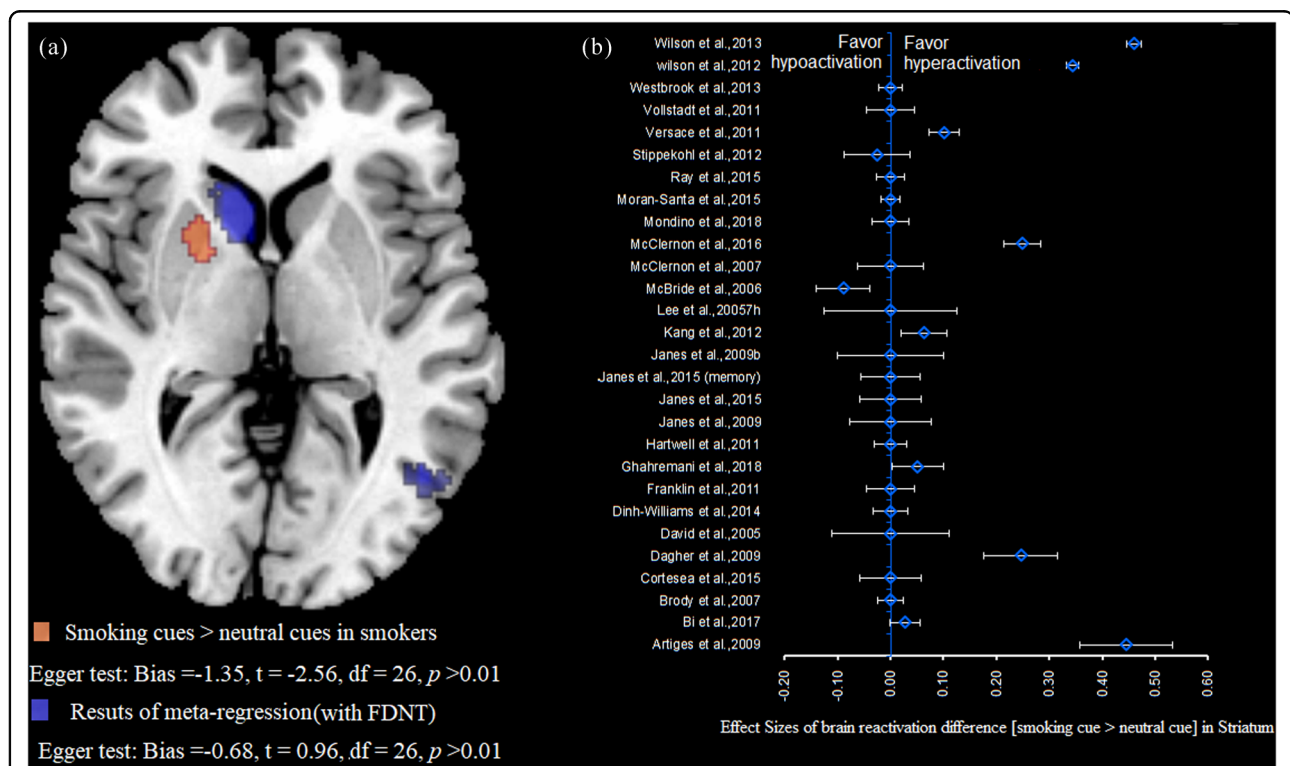 (a)
Smoking cues > neutral cues in smokers
Egger test: Bias =-1.35, t = -2.56, df = 26, p >0.01
Resuts of meta-regression(with FDNT)
Egger test: Bias =-0.68, t = 0.96, df = 26, p >0.01
(b)
Favor
hypoactivation
Favor
hyperactivation
Wilson et al.,2013
wilson et al.,2012
Westbrook et al.,2013
Vollstadt et al.,2011
Versace et al.,2011
Stippekohl et al.,2012
Ray et al.,2015
Moran-Santa et al.,2015
Mondino et al.,2018
McClernon et al.,2016
McClernon et al.,2007
McBride et al.,2006
Lee et al.,20057h
Kang et al.,2012
Janes et al.,2009b
Janes et al.,2015 (memory)
Janes et al.,2015
Janes et al.,2009
Hartwell et al.,2011
Ghahremani et al.,2018
Franklin et al.,2011
Dinh-Williams et al.,2014
David et al.,2005
Dagher et al.,2009
Cortesea et al.,2015
Brody et al.,2007
Bi et al.,2017
Artiges et al.,2009
-0.20
-0.10
0.00
0.10
0.20
0.30
0.40
0.50
0.60
Effect Sizes of brain reactivation difference [smoking cue > neutral cue] in Striatum